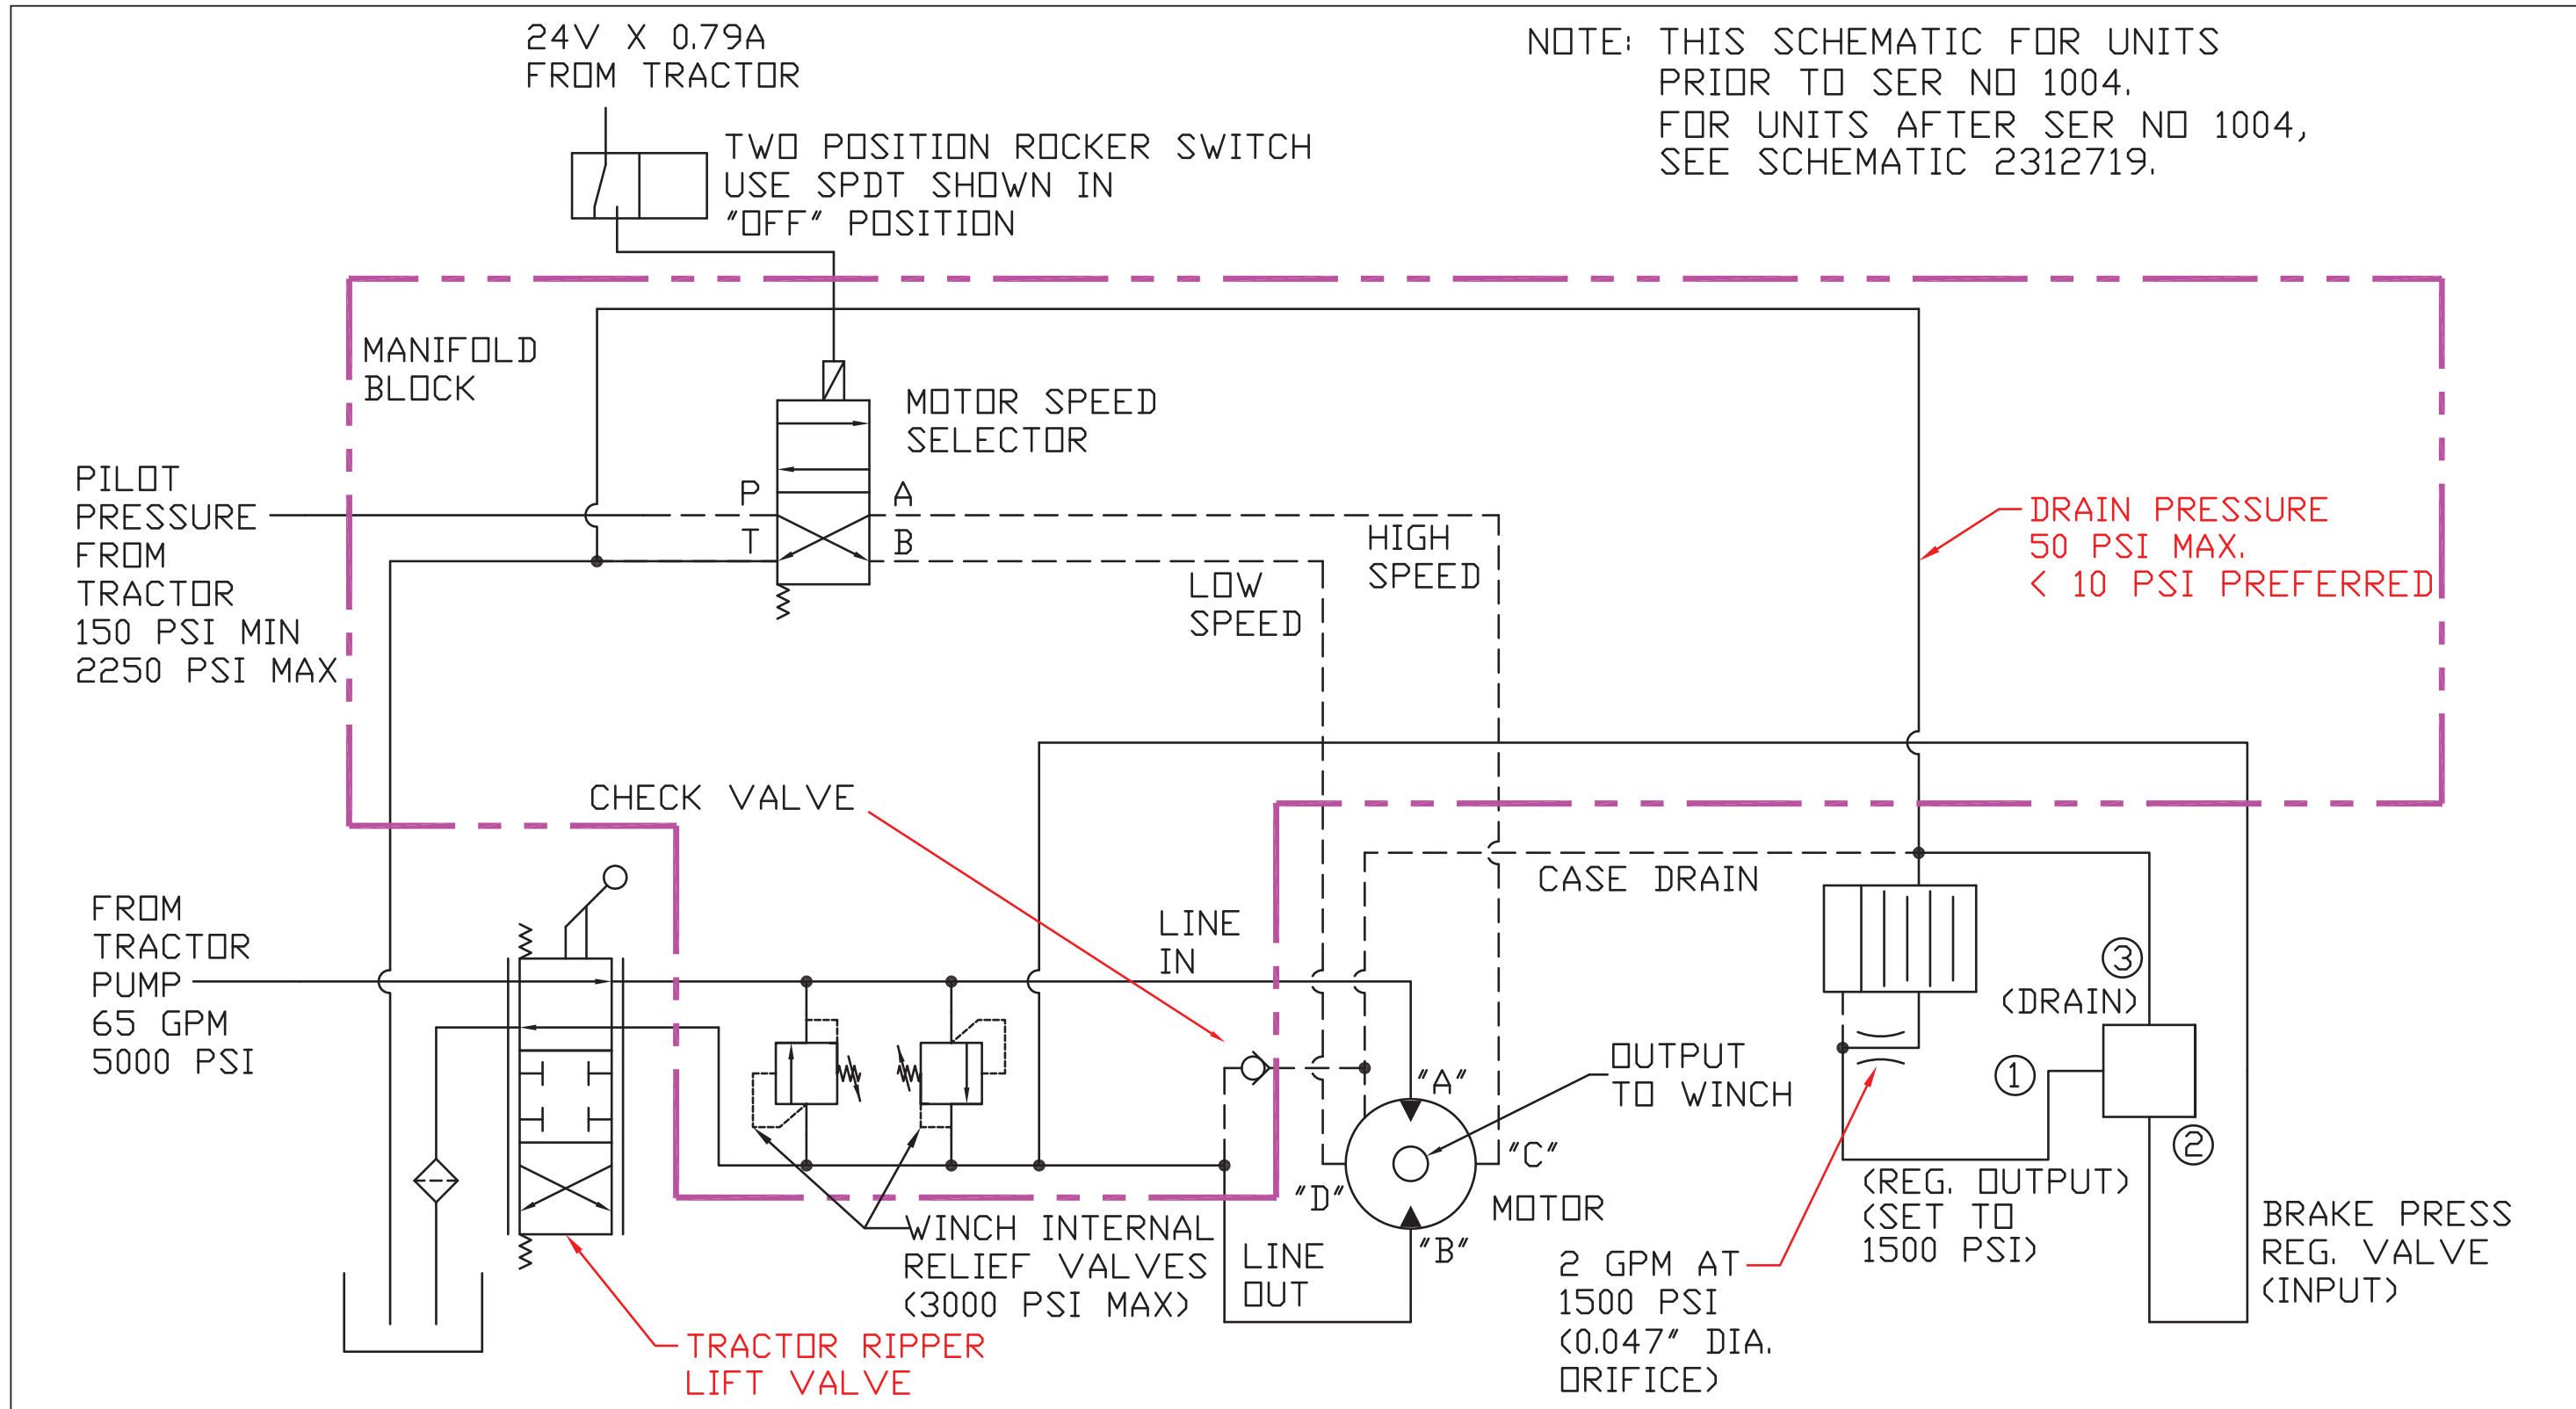 24V X 0.79A
FROM TRACTOR
NOTE: THIS SCHEMATIC FOR UNITS
PRIOR TO SER NO 1004.
FOR UNITS AFTER SER NO 1004,
SEE SCHEMATIC 2312719.
TWO POSITION ROCKER SWITCH
USE SPDT SHOWN IN
"OFF" POSITION
MANIFOLD
BLOCK
MOTOR SPEED
SELECTOR
PILOT
PRESSURE
FROM
TRACTOR
150 PSI MIN
2250 PSI MAX
P
A
T
B
HIGH
SPEED
LOW
SPEED
DRAIN PRESSURE
50 PSI MAX.
< 10 PSI PREFERRED
CHECK VALVE
CASE DRAIN
FROM
TRACTOR
PUMP
65 GPM
5000 PSI
LINE
IN
3
(DRAIN)
1
2
OUTPUT
TO WINCH
"A"
"C"
"D"
"B"
MOTOR
(REG. OUTPUT)
(SET TO
1500 PSI)
BRAKE PRESS
REG. VALVE
(INPUT)
WINCH INTERNAL
RELIEF VALVES
(3000 PSI MAX)
LINE
OUT
2 GPM AT
1500 PSI
(0.047" DIA.
ORIFICE)
TRACTOR RIPPER
LIFT VALVE